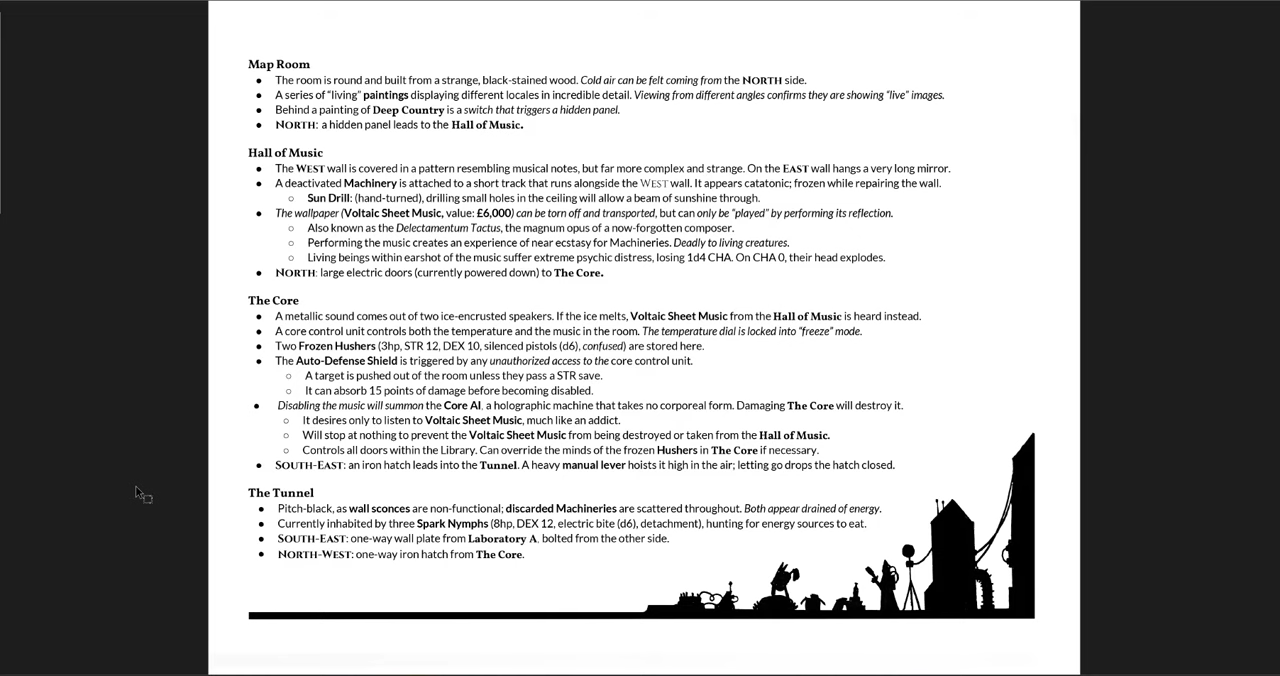 Map Room
● The room is round and built from a strange, black-stained wood. Cold air can be felt coming from the NORTH side.
● A series of “living” paintings displaying different locales in incredible detail. Viewing from different angles confirms they are showing “live” images.
● Behind a painting of Deep Country is a switch that triggers a hidden panel.
● NORTH: a hidden panel leads to the Hall of Music.
Hall of Music
● The WEST wall is covered in a pattern resembling musical notes, but far more complex and strange. On the EAST wall hangs a very long mirror.
● A deactivated Machinery is attached to a short track that runs alongside the WEST wall. It appears catatonic; frozen while repairing the wall.
○ Sun Drill: (hand-turned), drilling small holes in the ceiling will allow a beam of sunshine through.
● The wallpaper (Voltaic Sheet Music, value: £6,000) can be torn off and transported, but can only be “played” by performing its reflection.
○ Also known as the Delectamentum Tactus, the magnum opus of a now-forgotten composer.
○ Performing the music creates an experience of near ecstasy for Machineries. Deadly to living creatures.
○ Living beings within earshot of the music suffer extreme psychic distress, losing 1d4 CHA. On CHA 0, their head explodes.
● NORTH: large electric doors (currently powered down) to The Core.
The Core
● A metallic sound comes out of two ice-encrusted speakers. If the ice melts, Voltaic Sheet Music from the Hall of Music is heard instead.
● A core control unit controls both the temperature and the music in the room. The temperature dial is locked into “freeze” mode.
● Two Frozen Hushers (3hp, STR 12, DEX 10, silenced pistols (d6), confused) are stored here.
● The Auto-Defense Shield is triggered by any unauthorized access to the core control unit.
○ A target is pushed out of the room unless they pass a STR save.
○ It can absorb 15 points of damage before becoming disabled.
● Disabling the music will summon the Core AI, a holographic machine that takes no corporeal form. Damaging The Core will destroy it.
○ It desires only to listen to Voltaic Sheet Music, much like an addict.
○ Will stop at nothing to prevent the Voltaic Sheet Music from being destroyed or taken from the Hall of Music.
○ Controls all doors within the Library. Can override the minds of the frozen Hushers in The Core if necessary.
● SOUTH-EAST: an iron hatch leads into the Tunnel. A heavy manual lever hoists it high in the air; letting go drops the hatch closed.
The Tunnel
● Pitch-black, as wall sconces are non-functional; discarded Machineries are scattered throughout. Both appear drained of energy.
● Currently inhabited by three Spark Nymphs (8hp, DEX 12, electric bite (d6), detachment), hunting for energy sources to eat.
● SOUTH-EAST: one-way wall plate from Laboratory A, bolted from the other side.
● NORTH-WEST: one-way iron hatch from The Core.